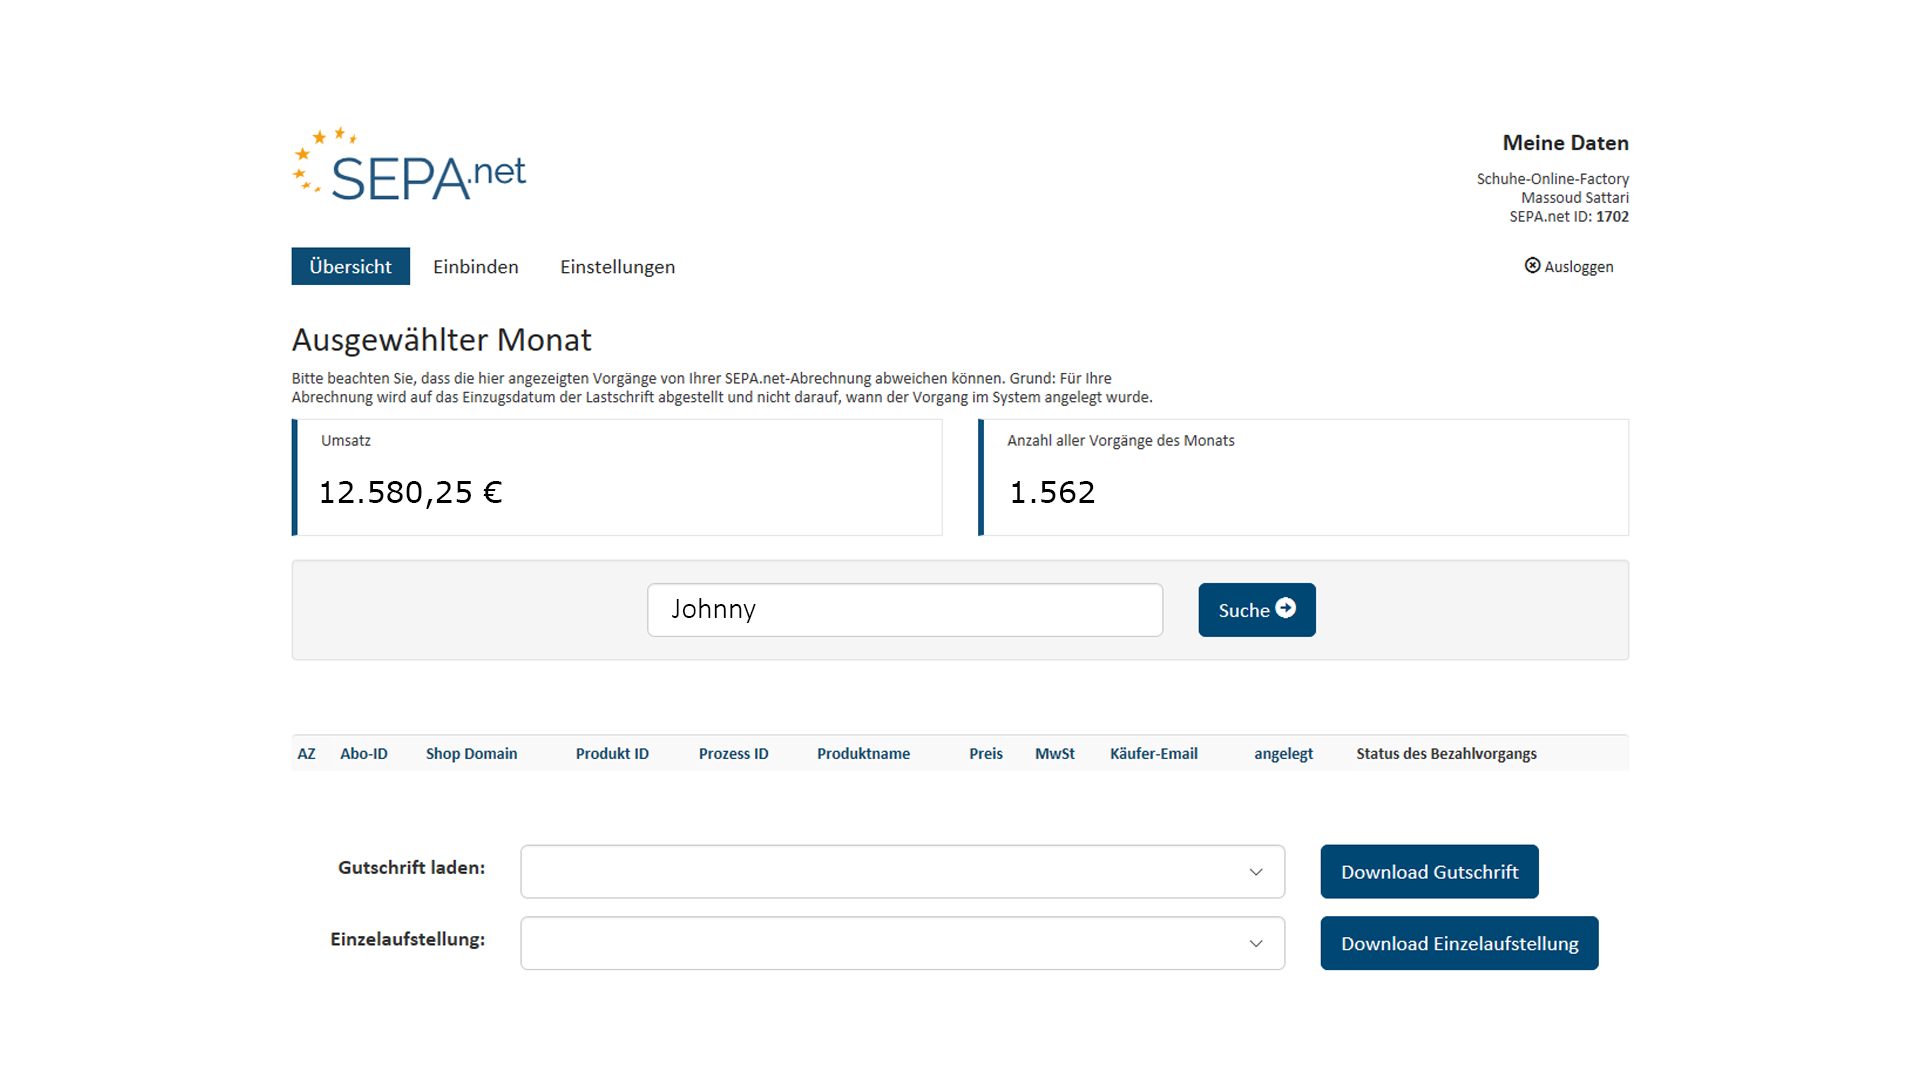 SEPA.net
Meine Daten
Schuhe-Online-Factory
Massoud Sattari
SEPA.net ID: 1702
Übersicht
Einbinden
Einstellungen
Ausloggen
Ausgewählter Monat
Bitte beachten Sie, dass die hier angezeigten Vorgänge von Ihrer SEPA.net-Abrechnung abweichen können. Grund: Für Ihre
Abrechnung wird auf das Einzugsdatum der Lastschrift abgestellt und nicht darauf, wann der Vorgang im System angelegt wurde.
Umsatz
12.580,25 €
Anzahl aller Vorgänge des Monats
1.562
Johnny
Suche
AZ Abo-ID Shop Domain Produkt ID Prozess ID Produktname Preis MwSt Käufer-Email angelegt Status des Bezahlvorgangs
Gutschrift laden:
Download Gutschrift
Einzelaufstellung:
Download Einzelaufstellung